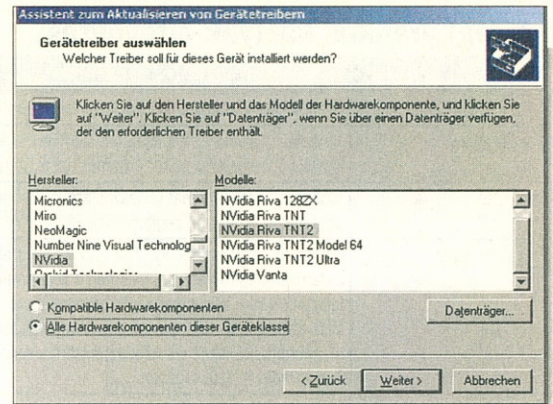 Assistent zum Aktualisieren von Gerätetreibern
Gerätetreiber auswählen
Welcher Treiber soll für dieses Gerät installiert werden?
Klicken Sie auf den Hersteller und das Modell der Hardwarekomponente, und klicken Sie
auf "Weiter". Klicken Sie auf "Datenträger", wenn Sie über einen Datenträger verfügen,
der den erforderlichen Treiber enthält.
Hersteller:
Micronics
Miro
NeoMagic
Number Nine Visual Technolog
NVidia
Orchid Technologies
Modelle:
NVidia Riva 128ZX
NVidia Riva TNT
NVidia Riva TNT2
NVidia Riva TNT2 Model 64
NVidia Riva TNT2 Ultra
NVidia Vanta
Kompatible Hardwarekomponenten
Alle Hardwarekomponenten dieser Geräteklasse
Datenträger...
< Zurück
Weiter >
Abbrechen